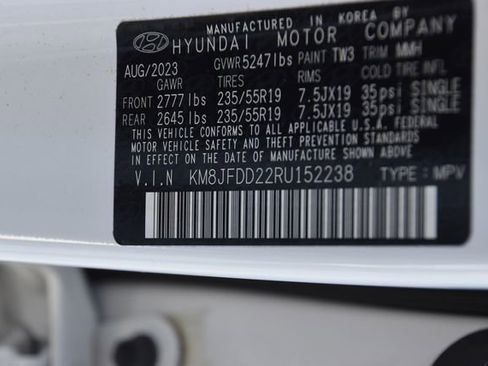 MANUFACTURED IN KOREA BY
HYUNDAI MOTOR COMPANY
AUG/2023 GVWR 5247lbs PAINT TW3 TRIM MMH
GAWR TIRES RIMS COLD TIRE INFL
FRONT 2777lbs 235/55R19 7.5JX19 35psi SINGLE
REAR 2645lbs 235/55R19 7.5JX19 35psi SINGLE
THIS VEHICLE CONFORMS TO ALL APPLICABLE U.S.A. FEDERAL
MOTOR VEHICLE SAFETY AND THEFT PREVENTION STANDARDS
IN EFFECT ON THE DATE OF MANUFACTURE SHOWN ABOVE.
V.I.N KM8JFDD22RU152238 TYPE : MPV